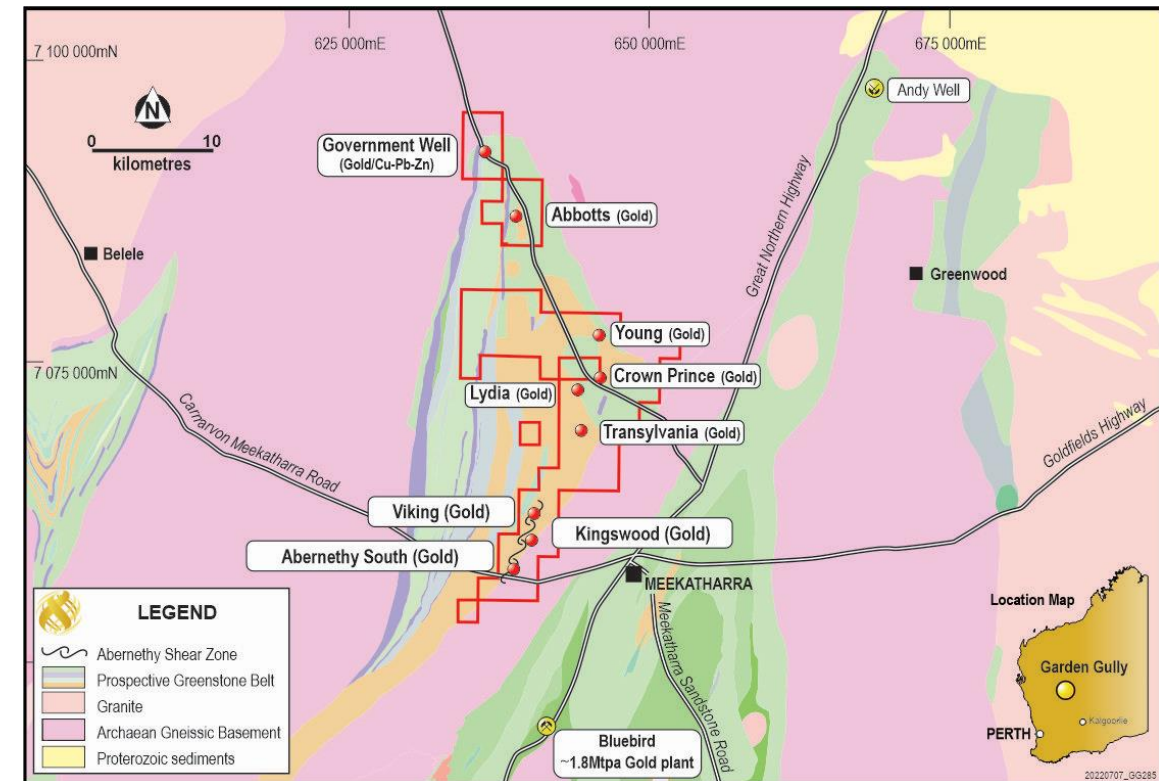 625 000mE
650 000mE
675 000mE
7 100 000mN
N
0 10
kilometres
Andy Well
Government Well
(Gold/Cu-Pb-Zn)
Abbotts (Gold)
Great Northern Highway
Belele
Greenwood
Young (Gold)
7 075 000mN
Crown Prince (Gold)
Lydia (Gold)
Carnarvon Meekatharra Road
Transylvania (Gold)
Goldfields Highway
Viking (Gold)
Kingswood (Gold)
Abernethy South (Gold)
MEEKATHARRA
Meekatharra Sandstone Road
LEGEND
Abernethy Shear Zone
Prospective Greenstone Belt
Granite
Archaean Gneissic Basement
Proterozoic sediments
Bluebird
~1.8Mtpa Gold plant
Location Map
Garden Gully
Kalgoorlie
PERTH
20220707_GG285